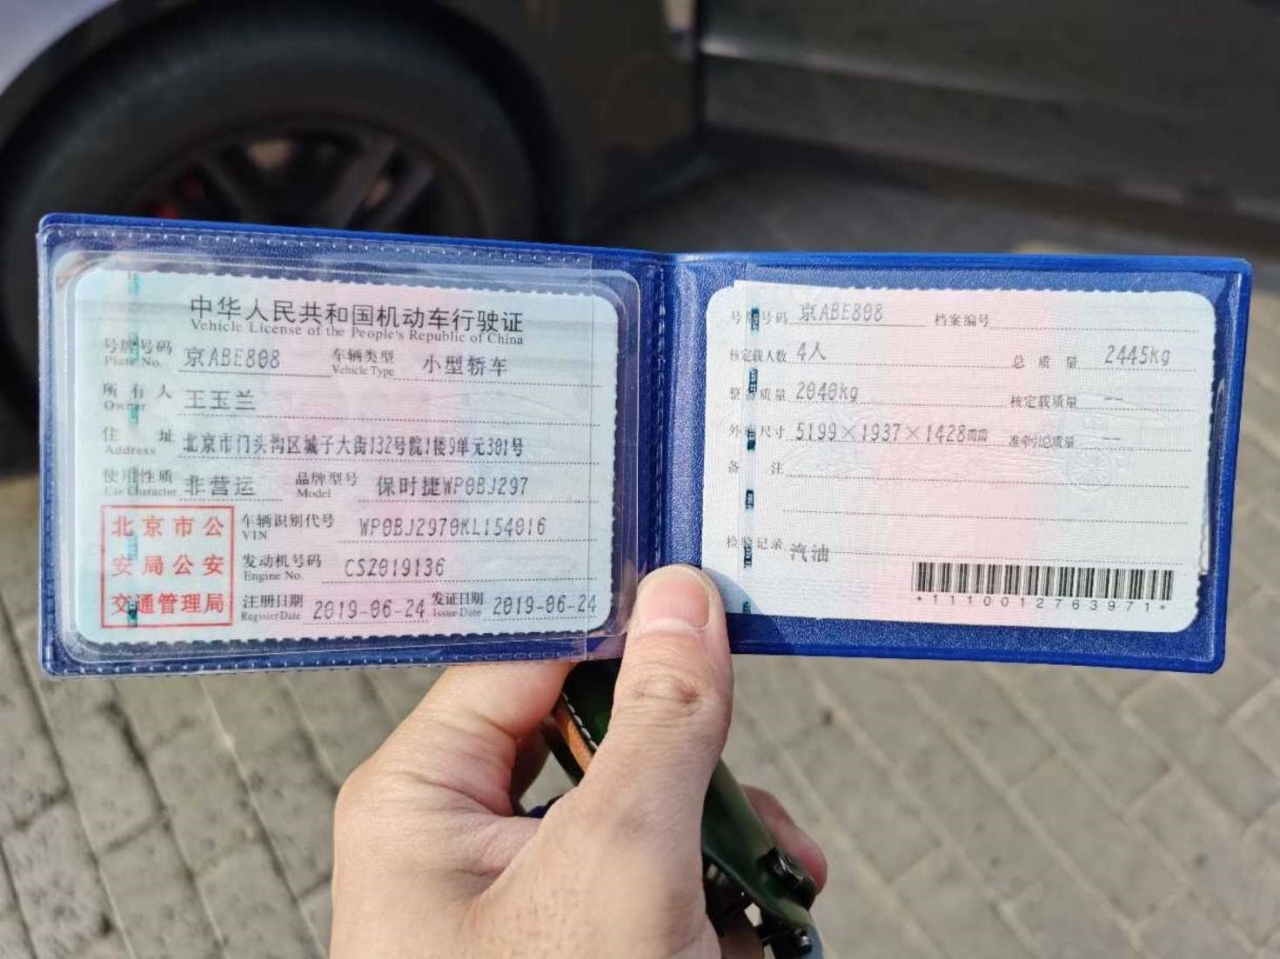 中华人民共和国机动车行驶证
Vehicle License of the People's Republic of China
号牌号码 京ABE808 车辆类型 小型轿车
Plate No. Vehicle Type
所有人 王玉兰
Owner
住址 北京市门头沟区城子大街132号院1楼9单元301号
Address
使用性质 非营运 品牌型号 保时捷WP0BJ297
Use Character Model
北京市公
安局公安
交通管理局
车辆识别代号 WP0BJ2970KL154016
VIN
发动机号码 CSZ019136
Engine No.
注册日期 2019-06-24 发证日期 2019-06-24
Register Date Issue Date
号牌号码 京ABE808 档案编号
核定载人数 4人 总质量 2445kg
整备质量 2040kg 核定载质量 --
外廓尺寸 5199×1937×1428mm 准牵引总质量 --
备注
检验记录 汽油
*1110012763971*